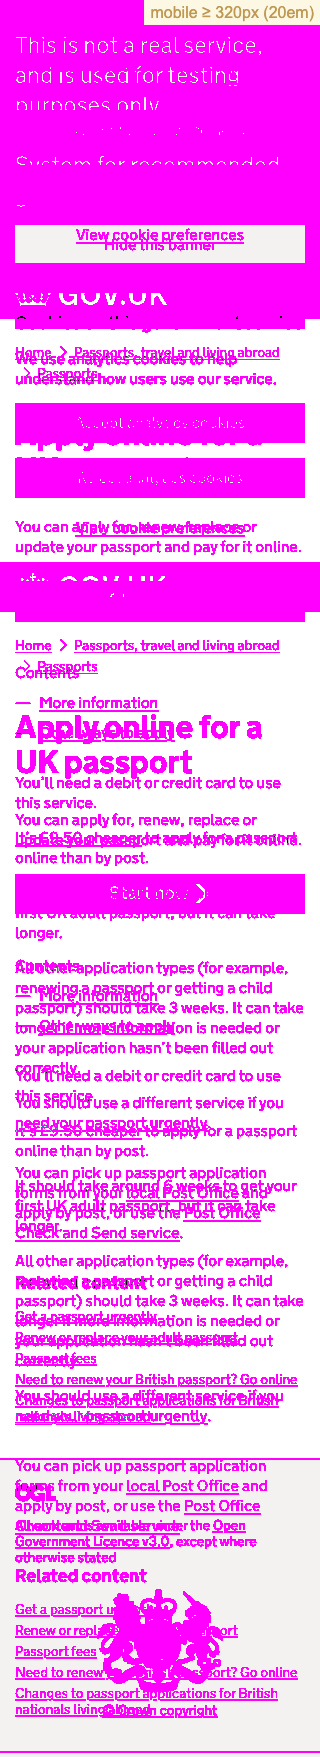 mobile ≥ 320px (20em)
This is not a real service,
and is used for testing
purposes only
System for recommended
View cookie preferences
Hide this banner
GOV.UK
Home Passports, travel and living abroad
Passports
We use analytics cookies to help
understand how users use our service.
Accept analytics cookies
Apply online for a
Reject analytics cookies
You can apply for, renew, replace or
View cookie preferences
update your passport and pay for it online.
GOV.UK
Home Passports, travel and living abroad
Passports
Contents
— More information
Other ways to apply
Apply online for a
UK passport
You'll need a debit or credit card to use
this service.
You can apply for, renew, replace or
It's £9.50 cheaper to apply for a passport
update your passport and pay for it online.
online than by post.
Start now
first UK adult passport, but it can take
longer.
Contents
All other application types (for example,
renewing a passport or getting a child
— More information
passport) should take 3 weeks. It can take
— Other ways to apply
longer if more information is needed or
your application hasn't been filled out
correctly.
You'll need a debit or credit card to use
this service.
You should use a different service if you
need your passport urgently.
It's £9.50 cheaper to apply for a passport
online than by post.
You can pick up passport application
It should take around 6 weeks to get your
forms from your local Post Office and
first UK adult passport, but it can take
apply by post, or use the Post Office
longer.
Check and Send service.
All other application types (for example,
Related content
renewing a passport or getting a child
passport) should take 3 weeks. It can take
Get a passport urgently
longer if more information is needed or
Renew or replace your adult passport
your application hasn't been filled out
Passport fees
correctly.
Need to renew your British passport? Go online
You should use a different service if you
Changes to passport applications for British
nationals living abroad
need your passport urgently.
You can pick up passport application
forms from your local Post Office and
OGL
apply by post, or use the Post Office
All content is available under the Open
Check and Send service.
Government Licence v3.0, except where
otherwise stated
Related content
Get a passport
Renew or
Passport fees
Need to renew passport? Go online
Changes to passport applications for British
nationals living abroad
© Crown copyright